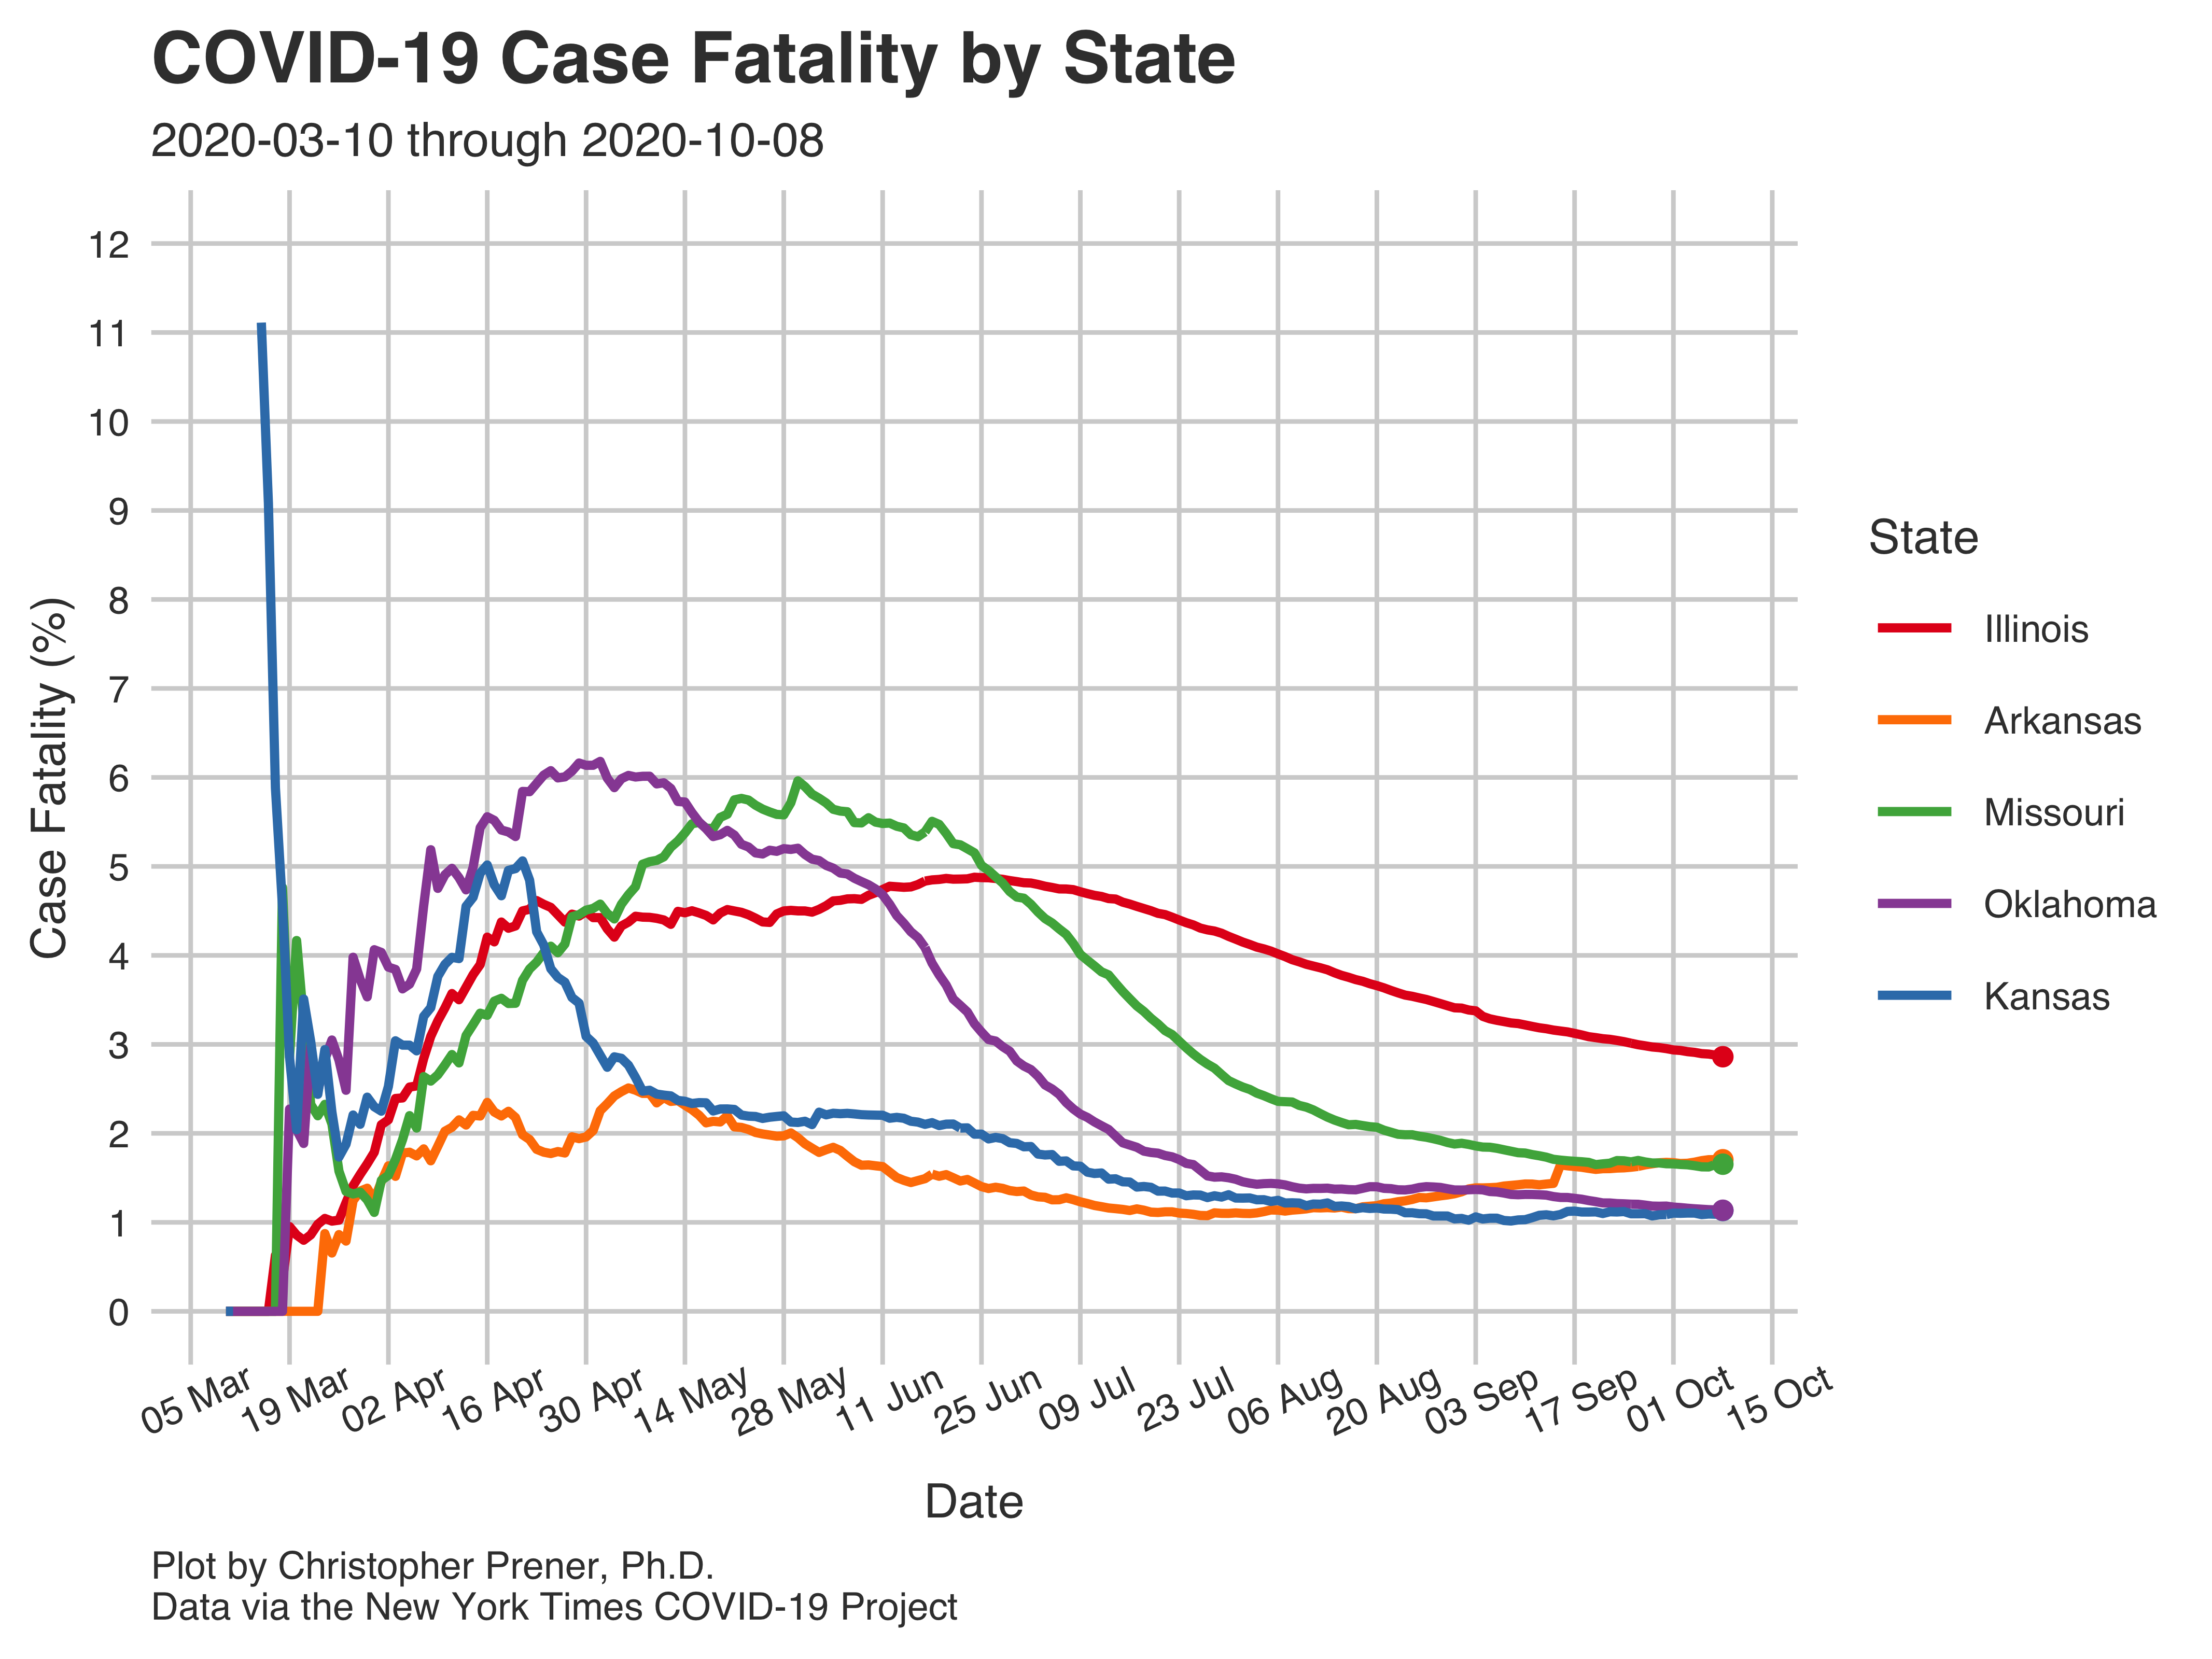 COVID-19 Case Fatality by State
2020-03-10 through 2020-10-08
Case Fatality (%)
12
11
10
9
8
7
6
5
4
3
2
1
0
05 Mar
19 Mar
02 Apr
16 Apr
30 Apr
14 May
28 May
11 Jun
25 Jun
09 Jul
23 Jul
06 Aug
20 Aug
03 Sep
17 Sep
01 Oct
15 Oct
Date
State
Illinois
Arkansas
Missouri
Oklahoma
Kansas
Plot by Christopher Prener, Ph.D.
Data via the New York Times COVID-19 Project